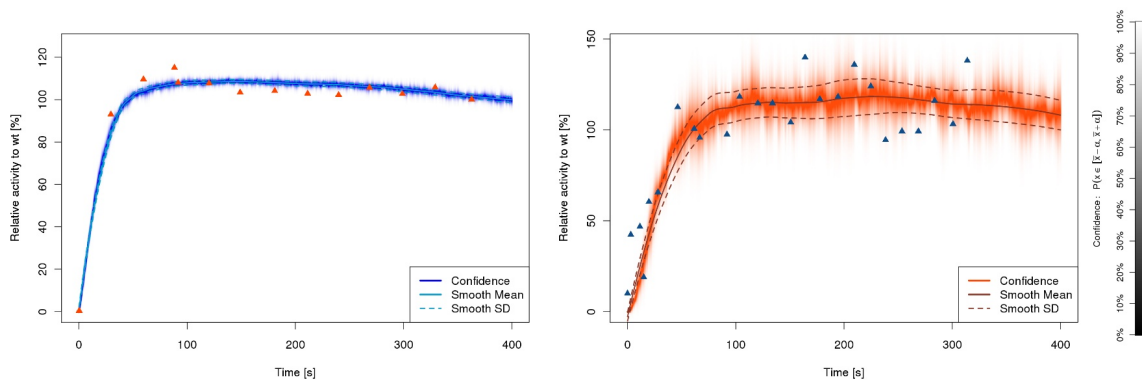 Relative activity to wt [%]
120
100
80
60
40
20
0
0 100 200 300 400
Time [s]
Confidence
Smooth Mean
Smooth SD
Relative activity to wt [%]
150
100
50
0
0 100 200 300 400
Time [s]
Confidence
Smooth Mean
Smooth SD
Confidence : P(x ∈ [x̅ − α, x̅ + α])
100%
90%
80%
70%
60%
50%
40%
30%
20%
10%
0%